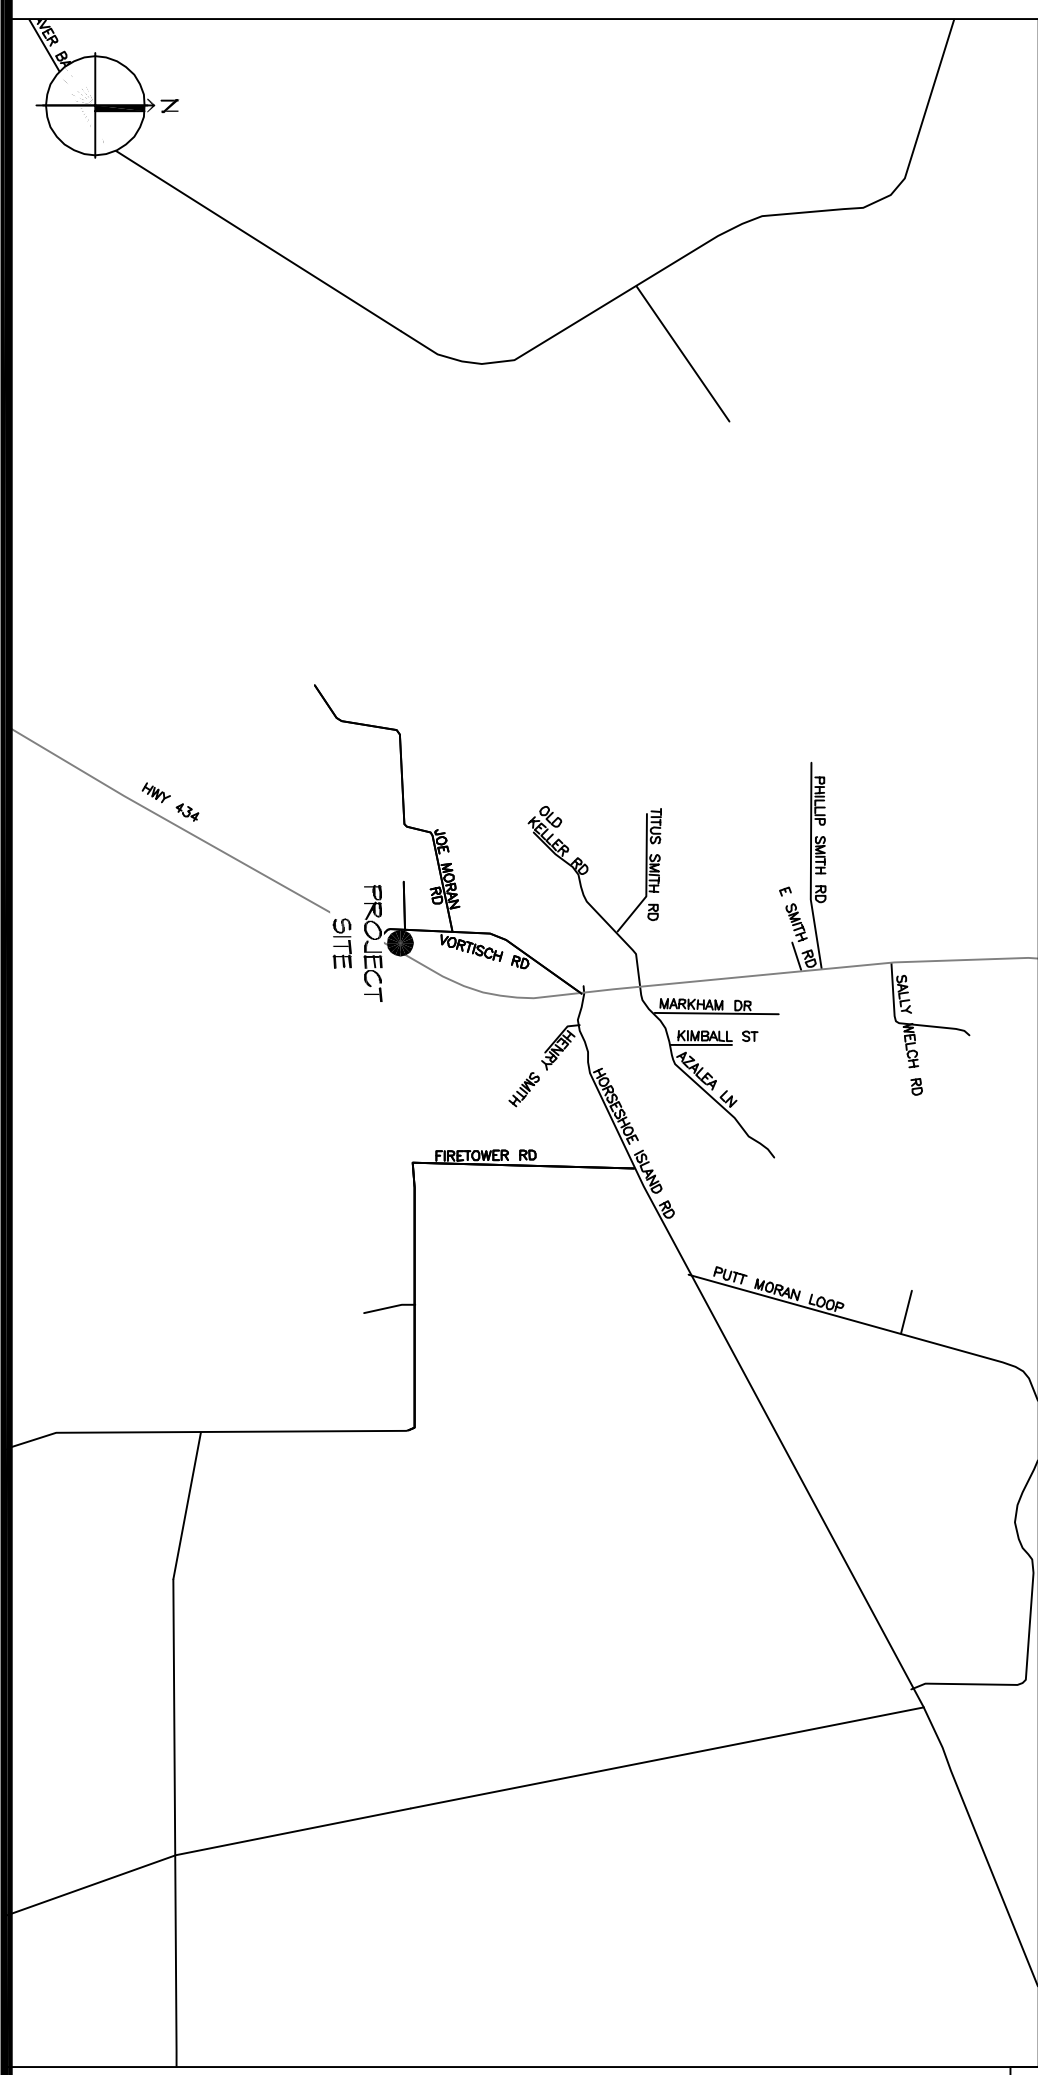 AVER BA
N
HWY 434
JOE MORAN
RD
PROJECT
SITE
VORTISCH RD
OLD
KELLER RD
TITUS SMITH RD
PHILLIP SMITH RD
E SMITH RD
SALLY WELCH RD
MARKHAM DR
KIMBALL ST
AZALEA LN
HENRY SMITH
HORSESHOE ISLAND RD
FIRETOWER RD
PUTT MORAN LOOP